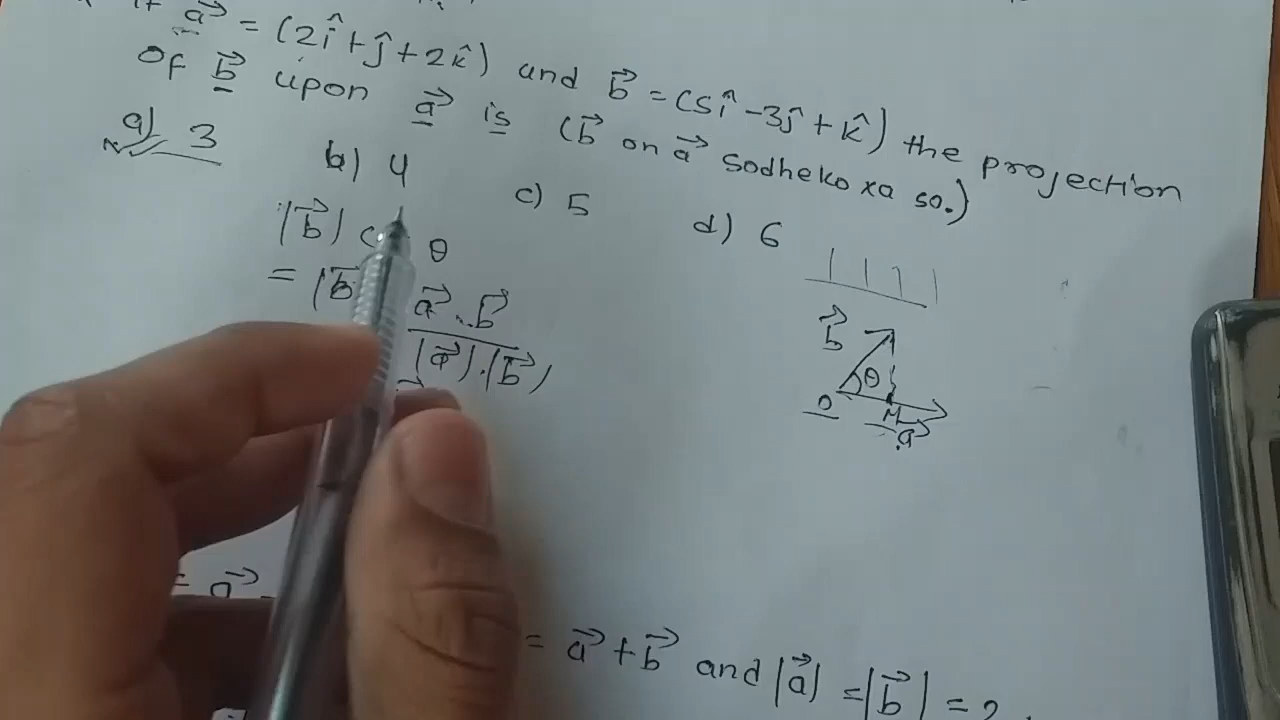 If a⃗ = (2î + ĵ + 2k̂) and b⃗ = (5î - 3ĵ + k̂) the projection
of b⃗ upon a⃗ is (b⃗ on a⃗ sodheko xa so.)
a) 3 b) 4 c) 5 d) 6
|b⃗| θ
= |b⃗ a⃗ . b⃗
|a⃗| . |b⃗|
b⃗
θ
O M
a⃗
= a⃗
= a⃗ + b⃗ and |a⃗| = |b⃗| = 2